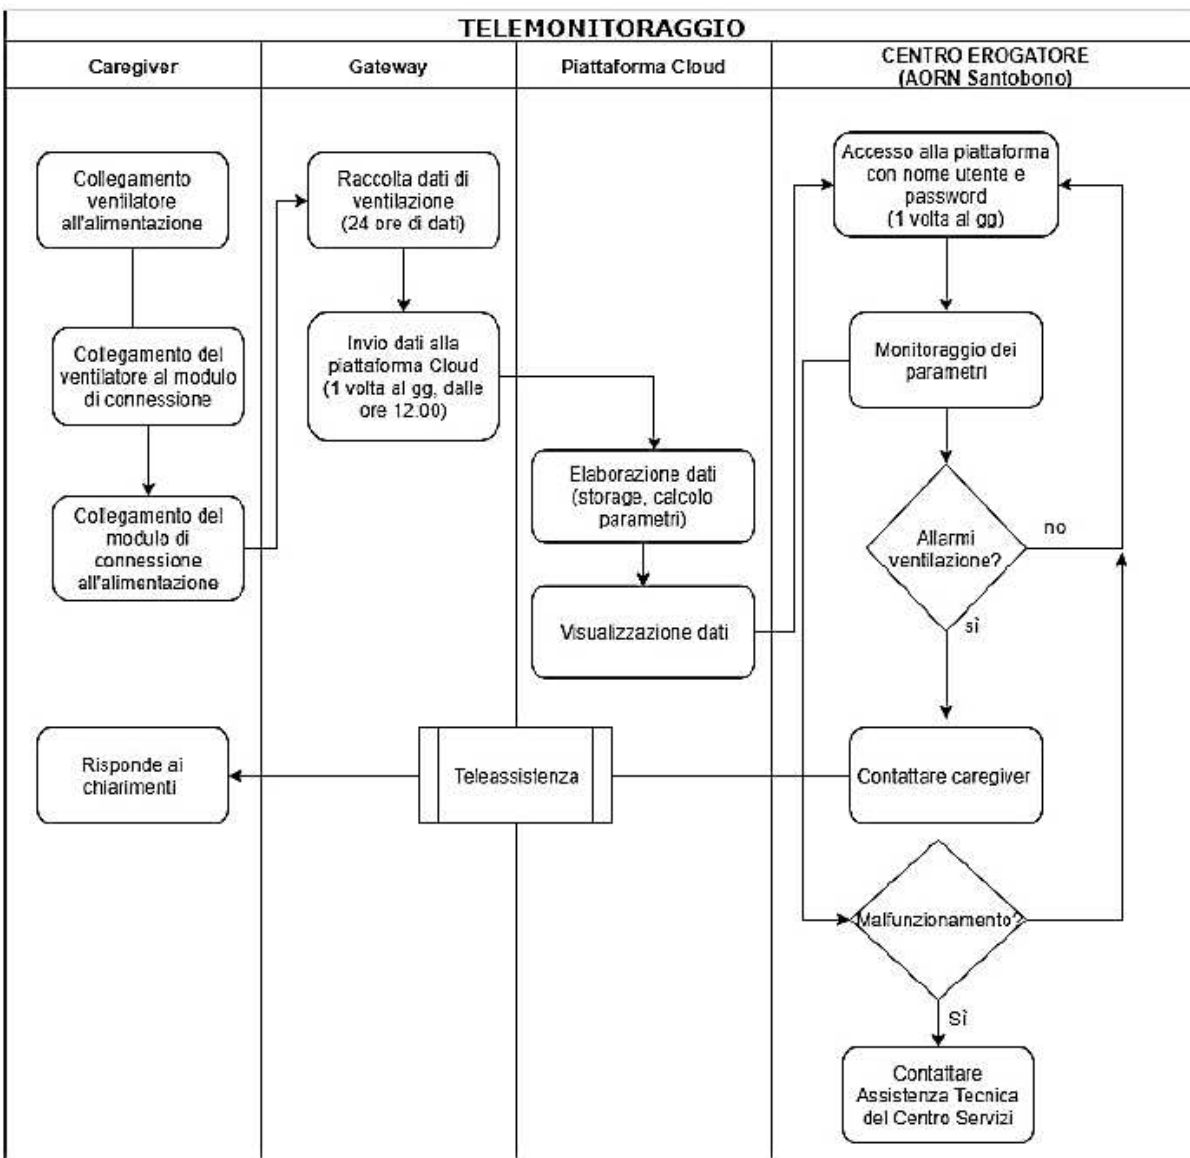 TELEMONITORAGGIO
Caregiver
Gateway
Piattaforma Cloud
CENTRO EROGATORE
(AORN Santobono)
Collegamento
ventilatore
all'alimentazione
Collegamento del
ventilatore al modulo
di connessione
Collegamento del
modulo di
connessione
all'alimentazione
Raccolta dati di
ventilazione
(24 ore di dati)
Invio dati alla
piattaforma Cloud
(1 volta al gg, dalle
ore 12.00)
Elaborazione dati
(storage, calcolo
parametri)
Visualizzazione dati
Accesso alla piattaforma
con nome utente e
password
(1 volta al gg)
Monitoraggio dei
parametri
Allarmi
ventilazione?
no
sì
Contattare caregiver
Teleassistenza
Risponde ai
chiarimenti
Malfunzionamento?
Sì
Contattare
Assistenza Tecnica
del Centro Servizi